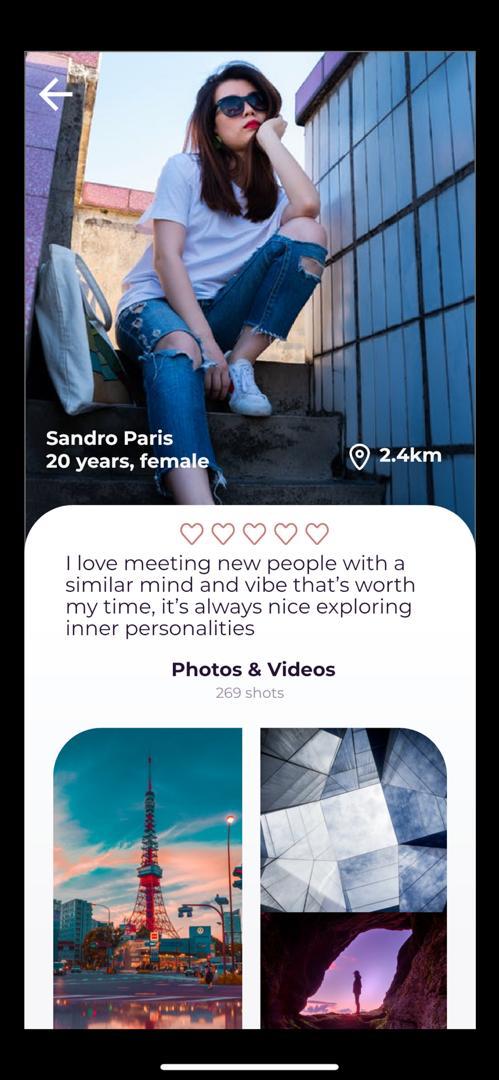 Sandro Paris
20 years, female
2.4km
I love meeting new people with a
similar mind and vibe that’s worth
my time, it’s always nice exploring
inner personalities
Photos & Videos
269 shots